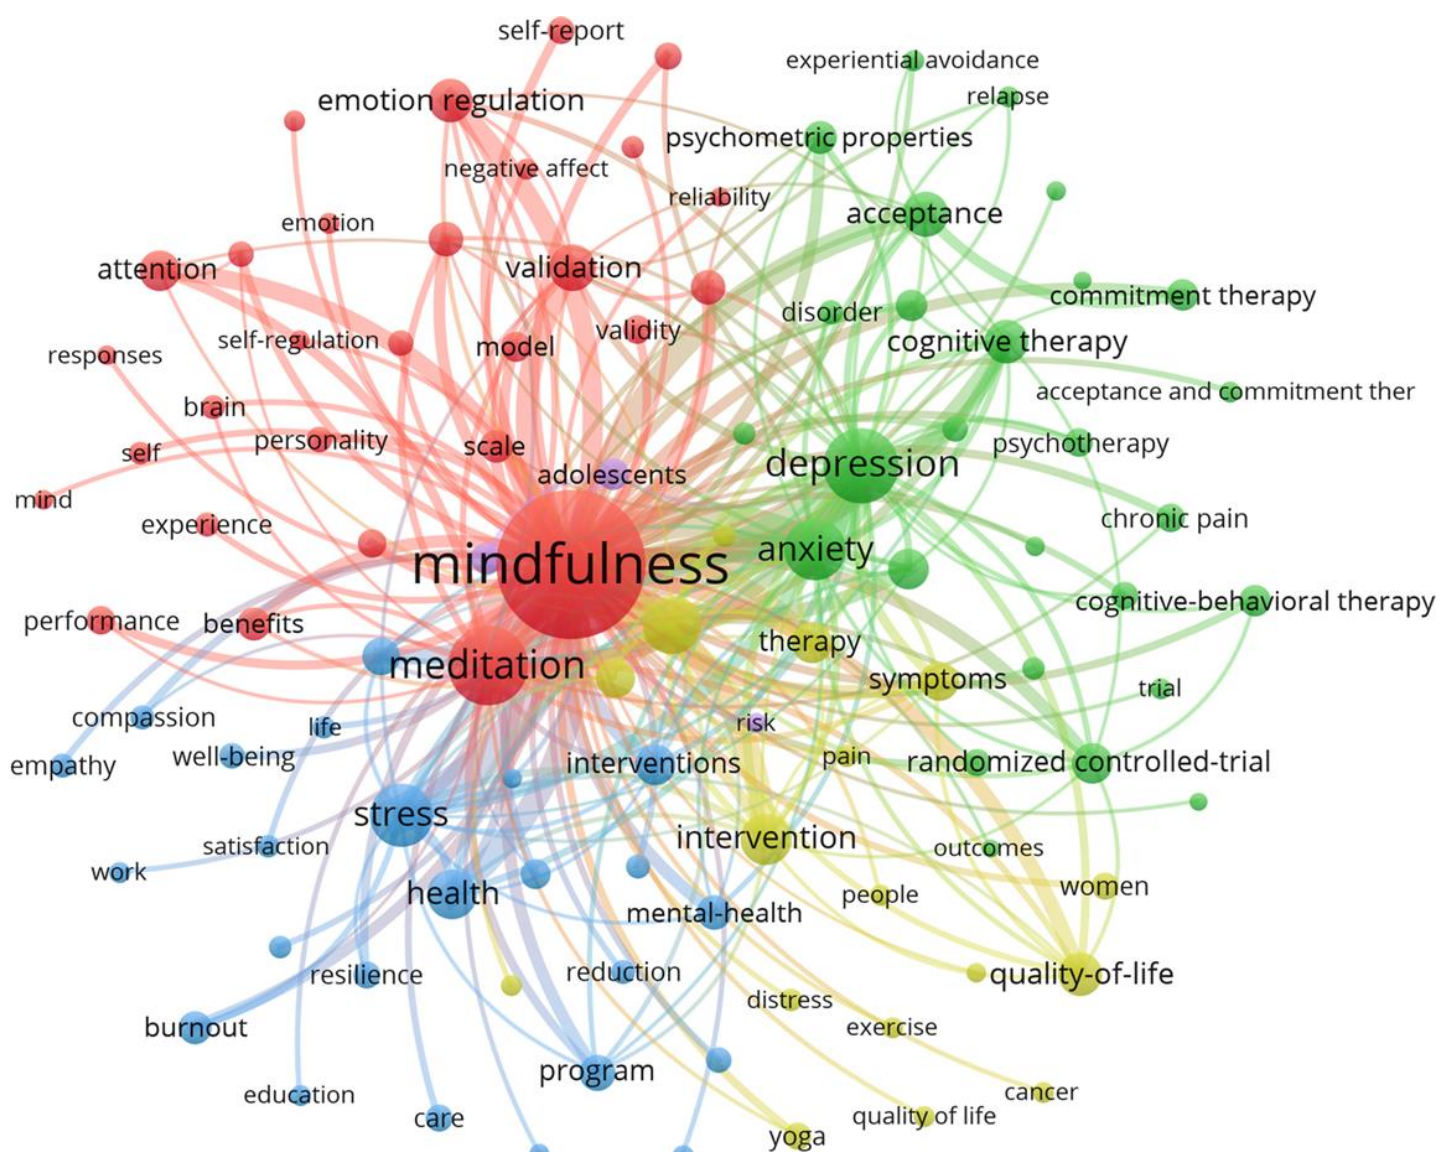 self-report
experiential avoidance
relapse
emotion regulation
psychometric properties
negative affect
reliability
acceptance
emotion
attention
validation
commitment therapy
disorder
validity
self-regulation
model
cognitive therapy
responses
acceptance and commitment ther
brain
personality
scale
psychotherapy
self
depression
adolescents
mind
chronic pain
experience
anxiety
mindfulness
cognitive-behavioral therapy
performance
benefits
therapy
meditation
symptoms
trial
compassion
life
risk
well-being
empathy
interventions
pain
randomized controlled-trial
stress
intervention
satisfaction
outcomes
work
health
people
women
mental-health
resilience
reduction
quality-of-life
distress
burnout
exercise
program
education
cancer
care
quality of life
yoga